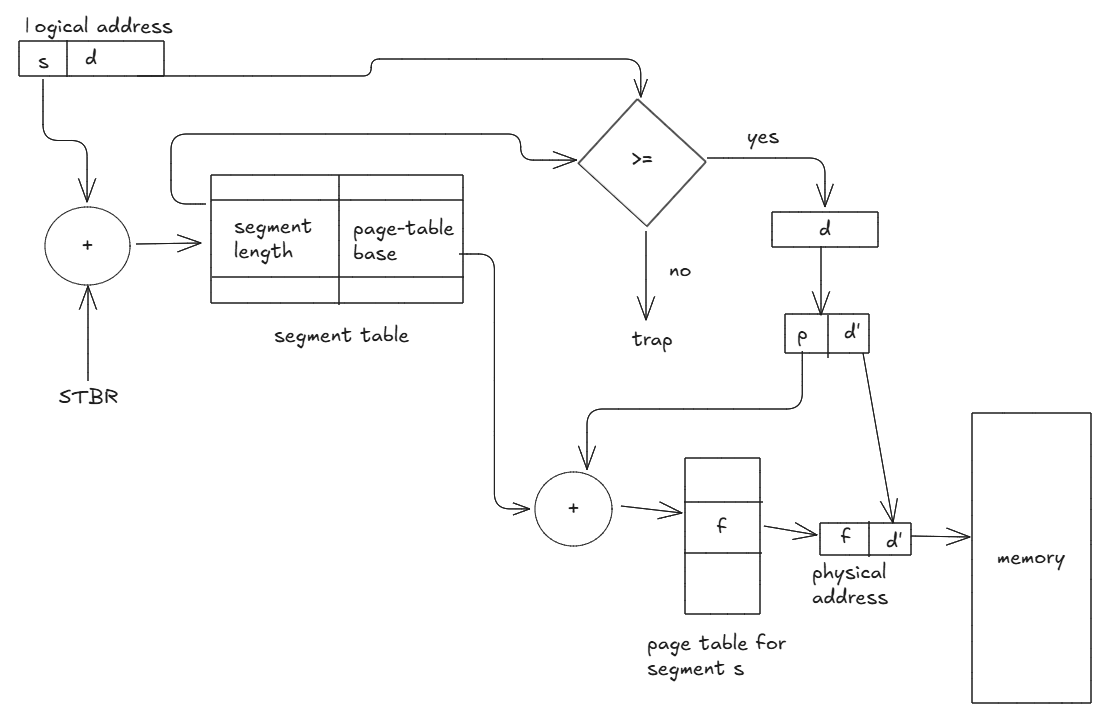 logical address
s d
yes
>=
d
segment length
page-table base
+
no
p d'
segment table
trap
STBR
+
f
f d'
memory
physical
address
page table for
segment s